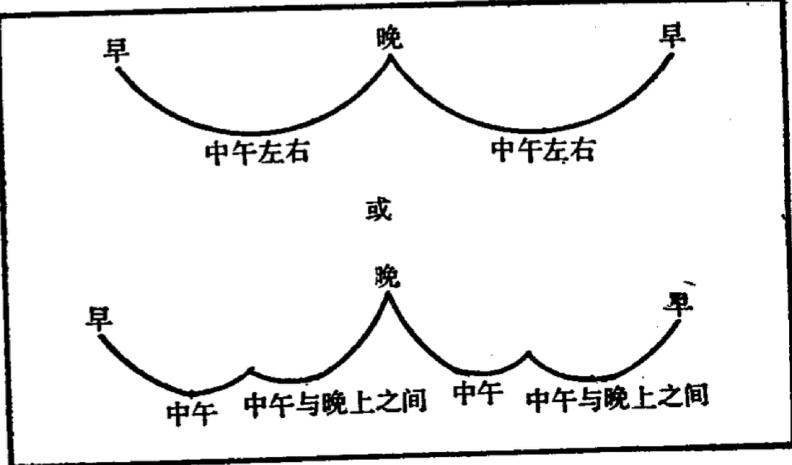 早 晚 早
中午左右 中午左右
或
晚
早 早
中午 中午与晚上之间 中午 中午与晚上之间